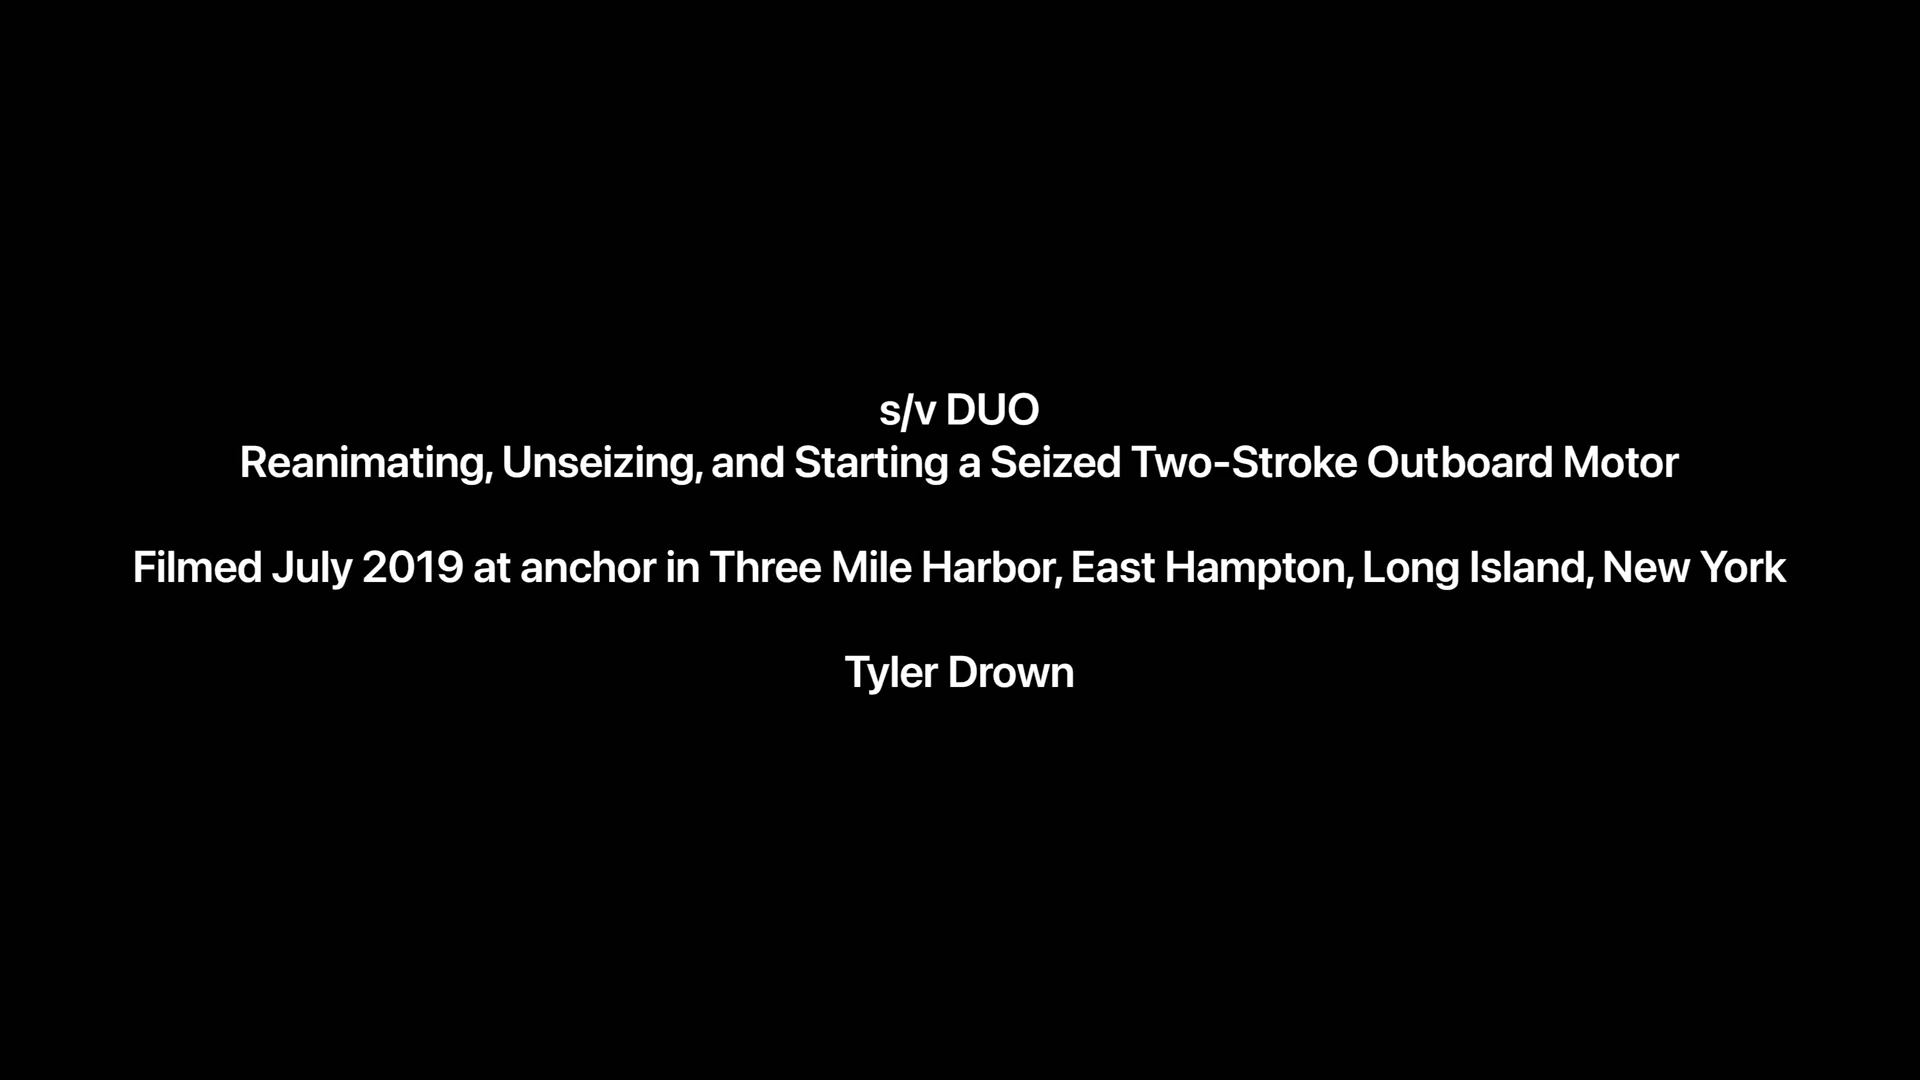 s/v DUO
Reanimating, Unseizing, and Starting a Seized Two-Stroke Outboard Motor
Filmed July 2019 at anchor in Three Mile Harbor, East Hampton, Long Island, New York
Tyler Drown